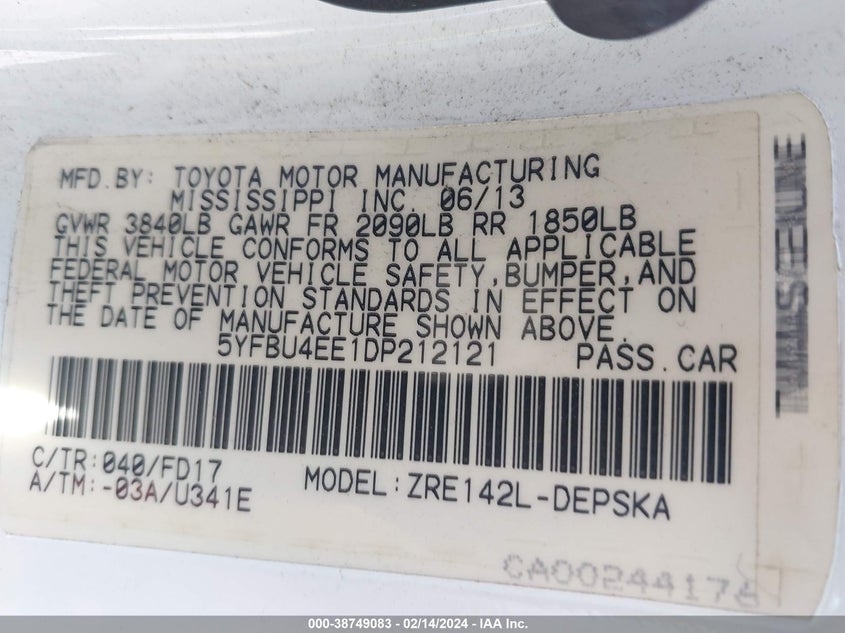 MFD.BY: TOYOTA MOTOR MANUFACTURING
MISSISSIPPI INC. 06/13
GVWR 3840LB GAWR FR 2090LB RR 1850LB
THIS VEHICLE CONFORMS TO ALL APPLICABLE
FEDERAL MOTOR VEHICLE SAFETY,BUMPER,AND
THEFT PREVENTION STANDARDS IN EFFECT ON
THE DATE OF MANUFACTURE SHOWN ABOVE.
5YFBU4EE1DP212121 PASS.CAR
C/TR:040/FD17 MODEL:ZRE142L-DEPSKA
A/TM:-03A/U341E
000-38749083 - 02/14/2024 - IAA Inc.